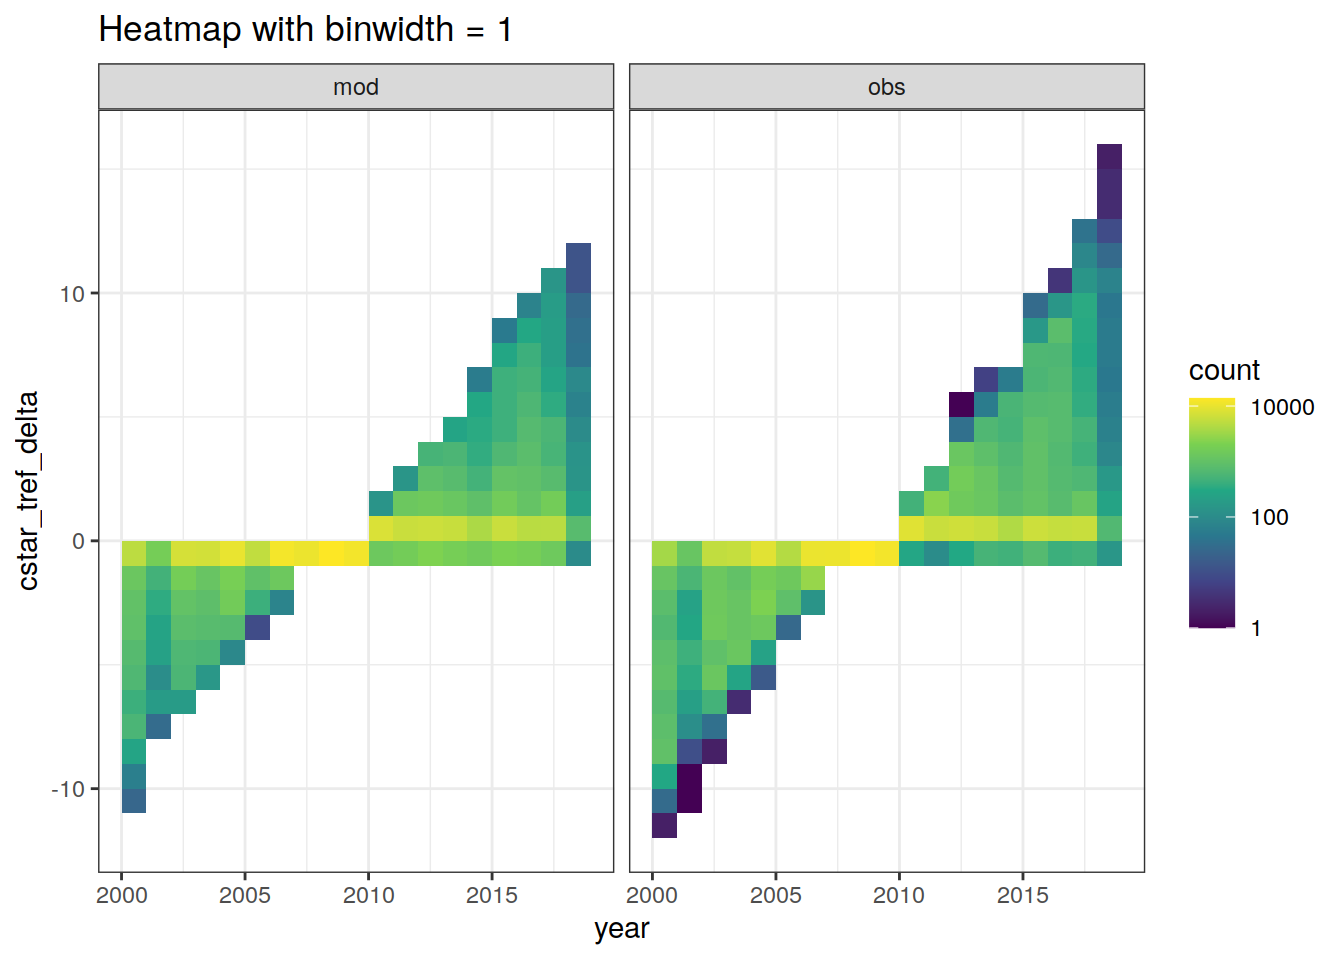 Heatmap with binwidth = 1
mod
obs
cstar_tref_delta
10
0
-10
2000
2005
2010
2015
2000
2005
2010
2015
year
count
10000
100
1